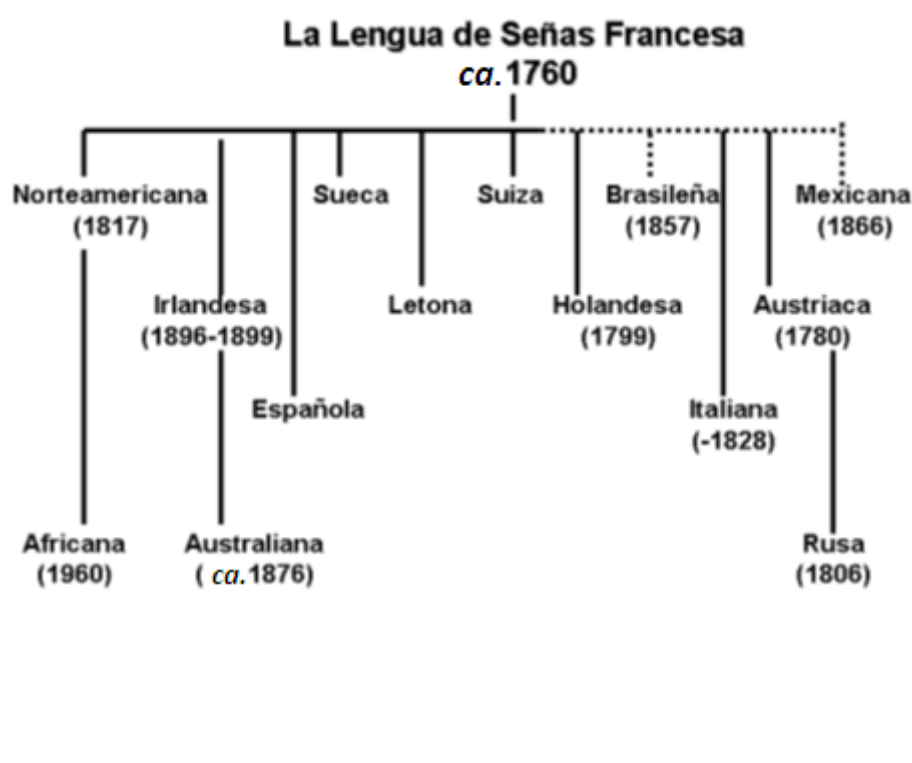 La Lengua de Señas Francesa
ca.1760
Norteamericana Sueca Suiza Brasileña Mexicana
(1817) (1857) (1866)
Irlandesa Letona Holandesa Austriaca
(1896-1899) (1799) (1780)
Española Italiana
(-1828)
Africana Australiana Rusa
(1960) ( ca.1876) (1806)